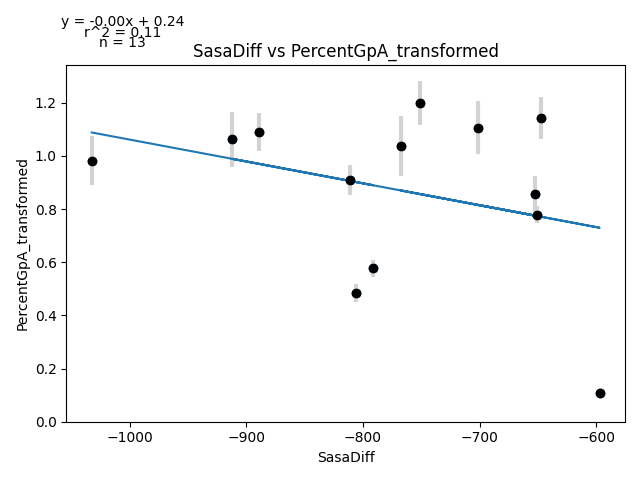 y = -0.00x + 0.24
r^2 = 0.11
n = 13
SasaDiff vs PercentGpA_transformed
PercentGpA_transformed
1.2
1.0
0.8
0.6
0.4
0.2
0.0
−1000
−900
−800
−700
−600
SasaDiff